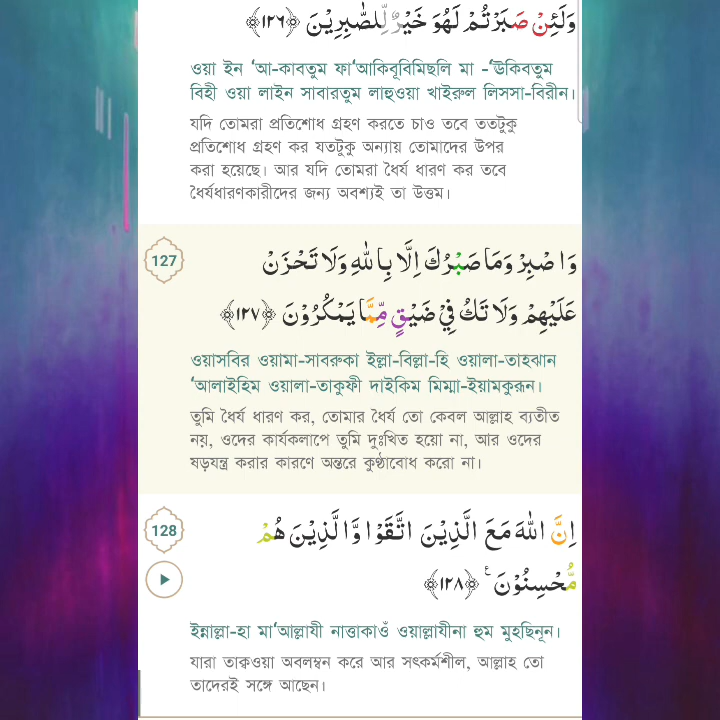 وَلَئِنْ صَبَرْتُمْ لَهُوَ خَيْرٌ لِّلصّٰبِرِيْنَ ﴿١٢٦﴾
ওয়া ইন ‘আ-কাবতুম ফা‘আকিবূবিমিছলি মা -‘ঊকিবতুম
বিহী ওয়া লাইন সাবারতুম লাহুওয়া খাইরুল লিসসা-বিরীন।
যদি তোমরা প্রতিশোধ গ্রহণ করতে চাও তবে ততটুকু
প্রতিশোধ গ্রহণ কর যতটুকু অন্যায় তোমাদের উপর
করা হয়েছে। আর যদি তোমরা ধৈর্য ধারণ কর তবে
ধৈর্যধারণকারীদের জন্য অবশ্যই তা উত্তম।
127
وَاصْبِرْ وَمَا صَبْرُكَ اِلَّا بِاللّٰهِ وَلَا تَحْزَنْ
عَلَيْهِمْ وَلَا تَكُ فِيْ ضَيْقٍ مِّمَّا يَمْكُرُوْنَ ﴿١٢٧﴾
ওয়াসবির ওয়ামা-সাবরুকা ইল্লা-বিল্লা-হি ওয়ালা-তাহঝান
‘আলাইহিম ওয়ালা-তাকুফী দাইকিম মিম্মা-ইয়ামকুরূন।
তুমি ধৈর্য ধারণ কর, তোমার ধৈর্য তো কেবল আল্লাহ ব্যতীত
নয়, ওদের কার্যকলাপে তুমি দুঃখিত হয়ো না, আর ওদের
ষড়যন্ত্র করার কারণে অন্তরে কুণ্ঠাবোধ করো না।
128
اِنَّ اللّٰهَ مَعَ الَّذِيْنَ اتَّقَوْا وَّالَّذِيْنَ هُمْ
مُّحْسِنُوْنَ ۧ ﴿١٢٨﴾
ইন্নাল্লা-হা মা‘আল্লাযী নাত্তাকাওঁ ওয়াল্লাযীনা হুম মুহছিনূন।
যারা তাক্বওয়া অবলম্বন করে আর সৎকর্মশীল, আল্লাহ তো
তাদেরই সঙ্গে আছেন।